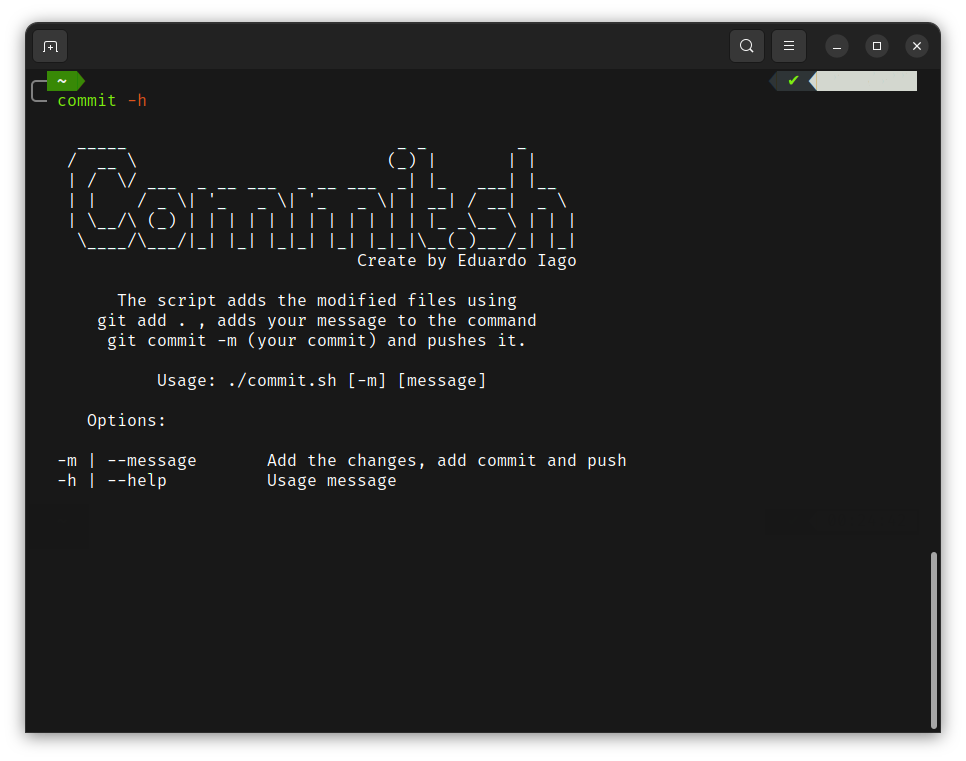 ~ ✔
commit -h
Commit.sh
Create by Eduardo Iago
The script adds the modified files using
git add . , adds your message to the command
git commit -m (your commit) and pushes it.
Usage: ./commit.sh [-m] [message]
Options:
-m | --message Add the changes, add commit and push
-h | --help Usage message